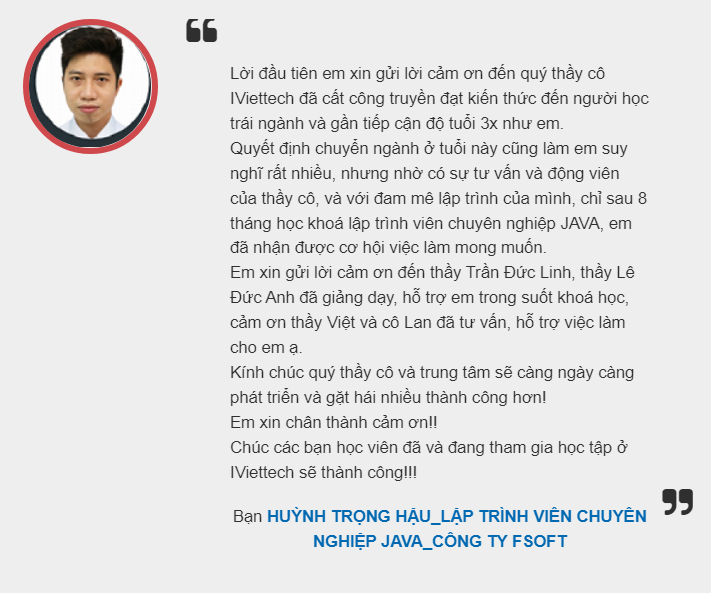 Lời đầu tiên em xin gửi lời cảm ơn đến quý thầy cô
IViettech đã cất công truyền đạt kiến thức đến người học
trái ngành và gần tiếp cận độ tuổi 3x như em.
Quyết định chuyển ngành ở tuổi này cũng làm em suy
nghĩ rất nhiều, nhưng nhờ có sự tư vấn và động viên
của thầy cô, và với đam mê lập trình của mình, chỉ sau 8
tháng học khoá lập trình viên chuyên nghiệp JAVA, em
đã nhận được cơ hội việc làm mong muốn.
Em xin gửi lời cảm ơn đến thầy Trần Đức Linh, thầy Lê
Đức Anh đã giảng dạy, hỗ trợ em trong suốt khoá học,
cảm ơn thầy Việt và cô Lan đã tư vấn, hỗ trợ việc làm
cho em ạ.
Kính chúc quý thầy cô và trung tâm sẽ càng ngày càng
phát triển và gặt hái nhiều thành công hơn!
Em xin chân thành cảm ơn!!
Chúc các bạn học viên đã và đang tham gia học tập ở
IViettech sẽ thành công!!!
Bạn HUỲNH TRỌNG HẬU_LẬP TRÌNH VIÊN CHUYÊN
NGHIỆP JAVA_CÔNG TY FSOFT